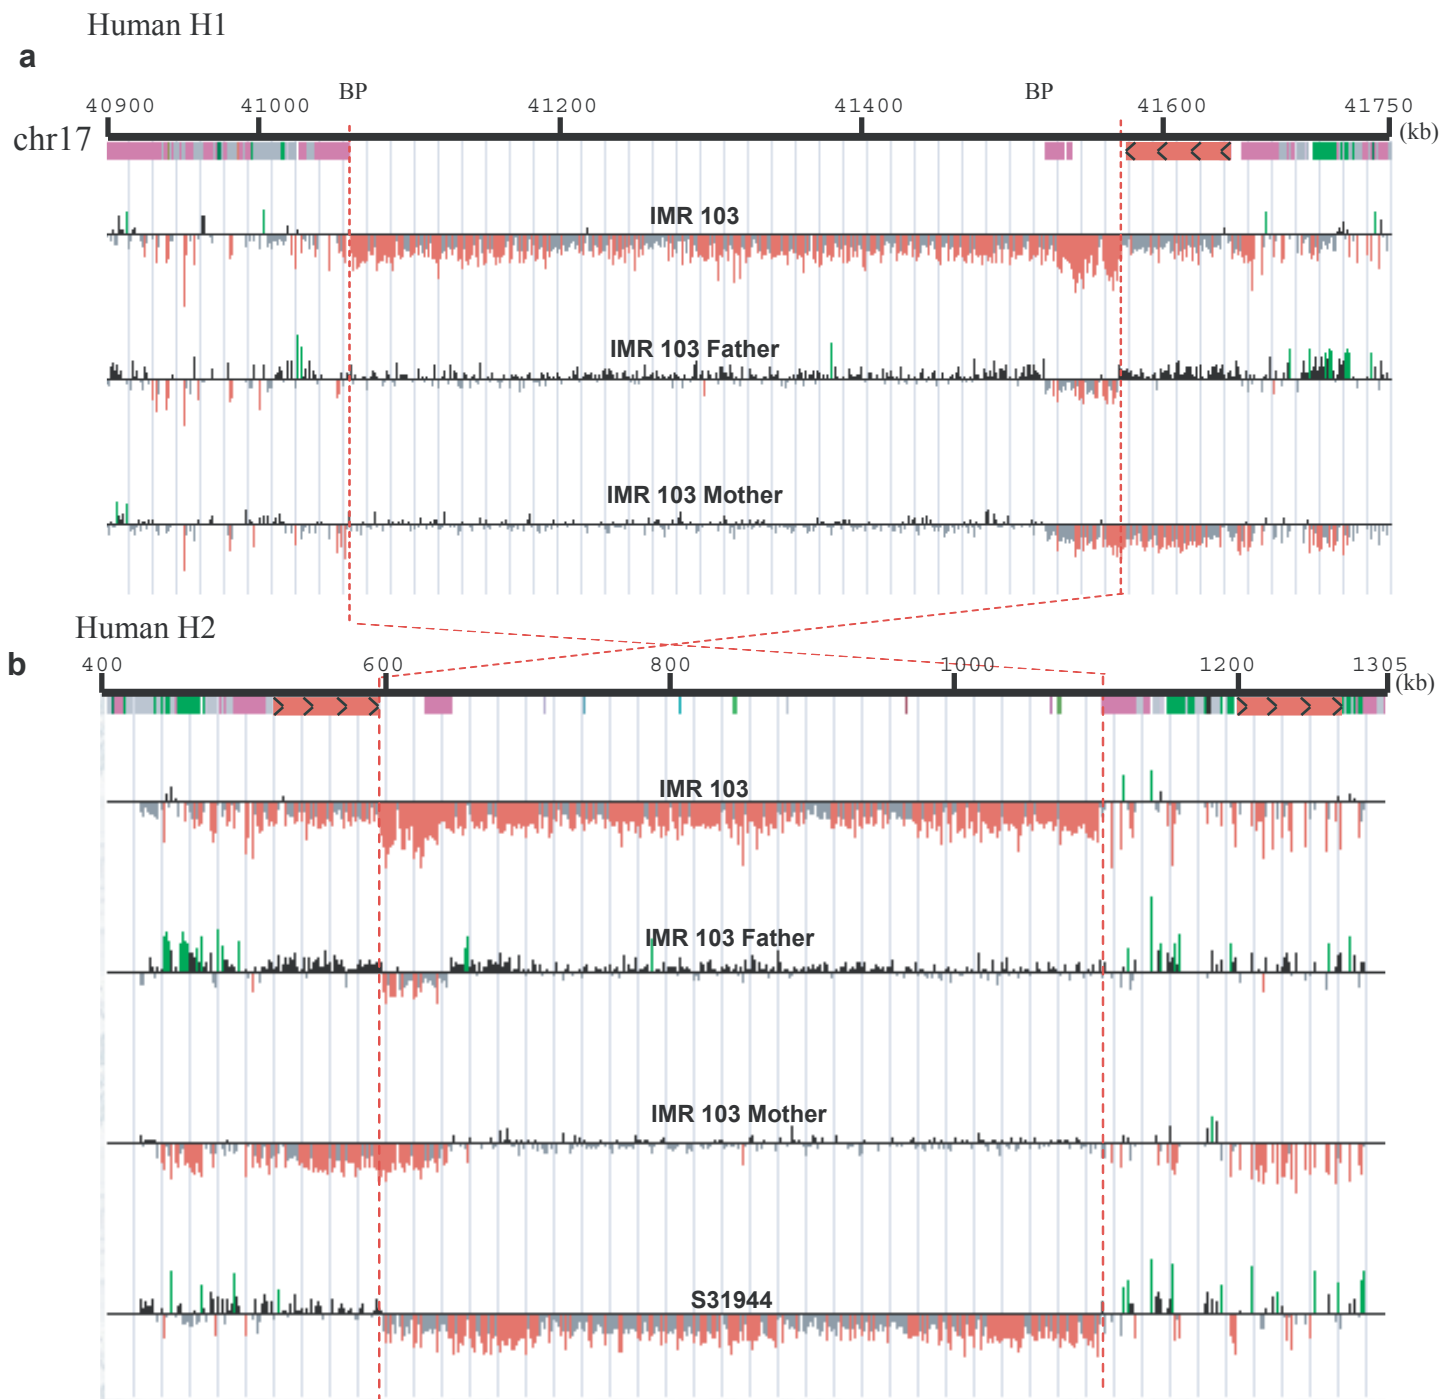 Human H1
a
BP BP
40900 41000 41200 41400 41600 41750
chr17 (kb)
IMR 103
IMR 103 Father
IMR 103 Mother
Human H2
b
400 600 800 1000 1200 1305
(kb)
IMR 103
IMR 103 Father
IMR 103 Mother
S31944